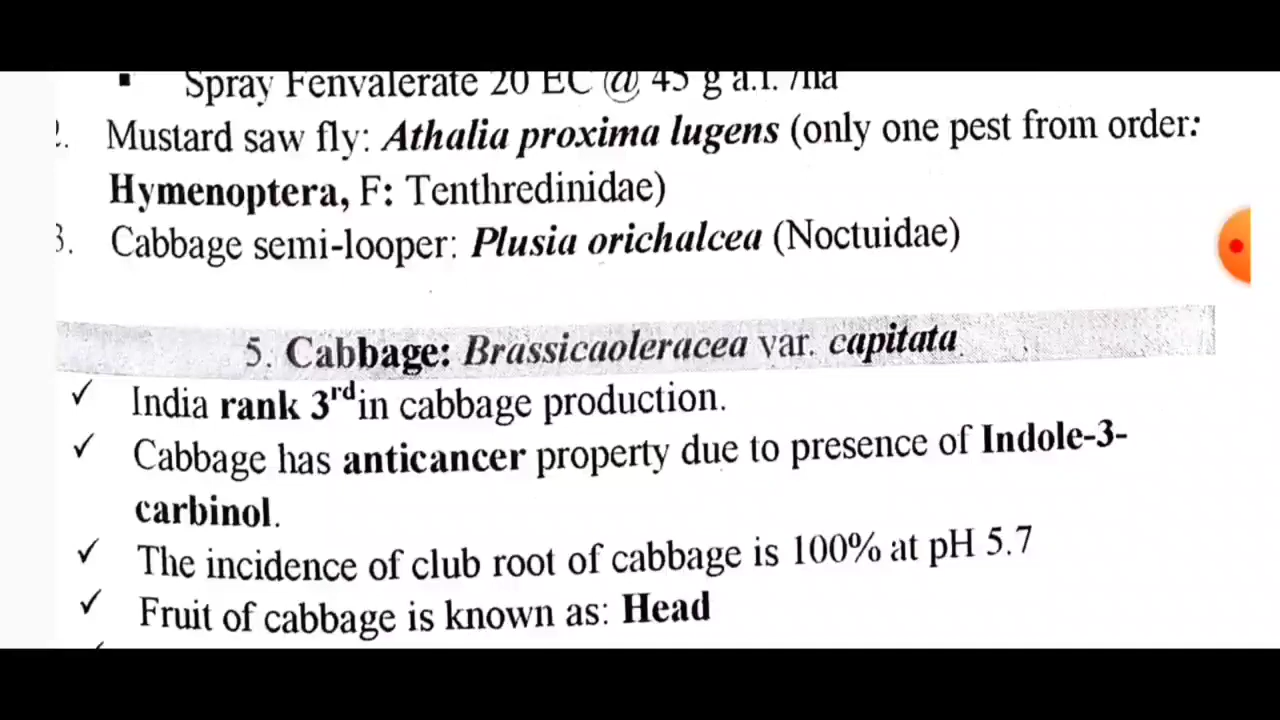 ▪ Spray Fenvalerate 20 EC @ 45 g a.i. /ha
2. Mustard saw fly: Athalia proxima lugens (only one pest from order:
Hymenoptera, F: Tenthredinidae)
3. Cabbage semi-looper: Plusia orichalcea (Noctuidae)
5. Cabbage: Brassicaoleracea var. capitata
✓ India rank 3rd in cabbage production.
✓ Cabbage has anticancer property due to presence of Indole-3-
carbinol.
✓ The incidence of club root of cabbage is 100% at pH 5.7
✓ Fruit of cabbage is known as: Head